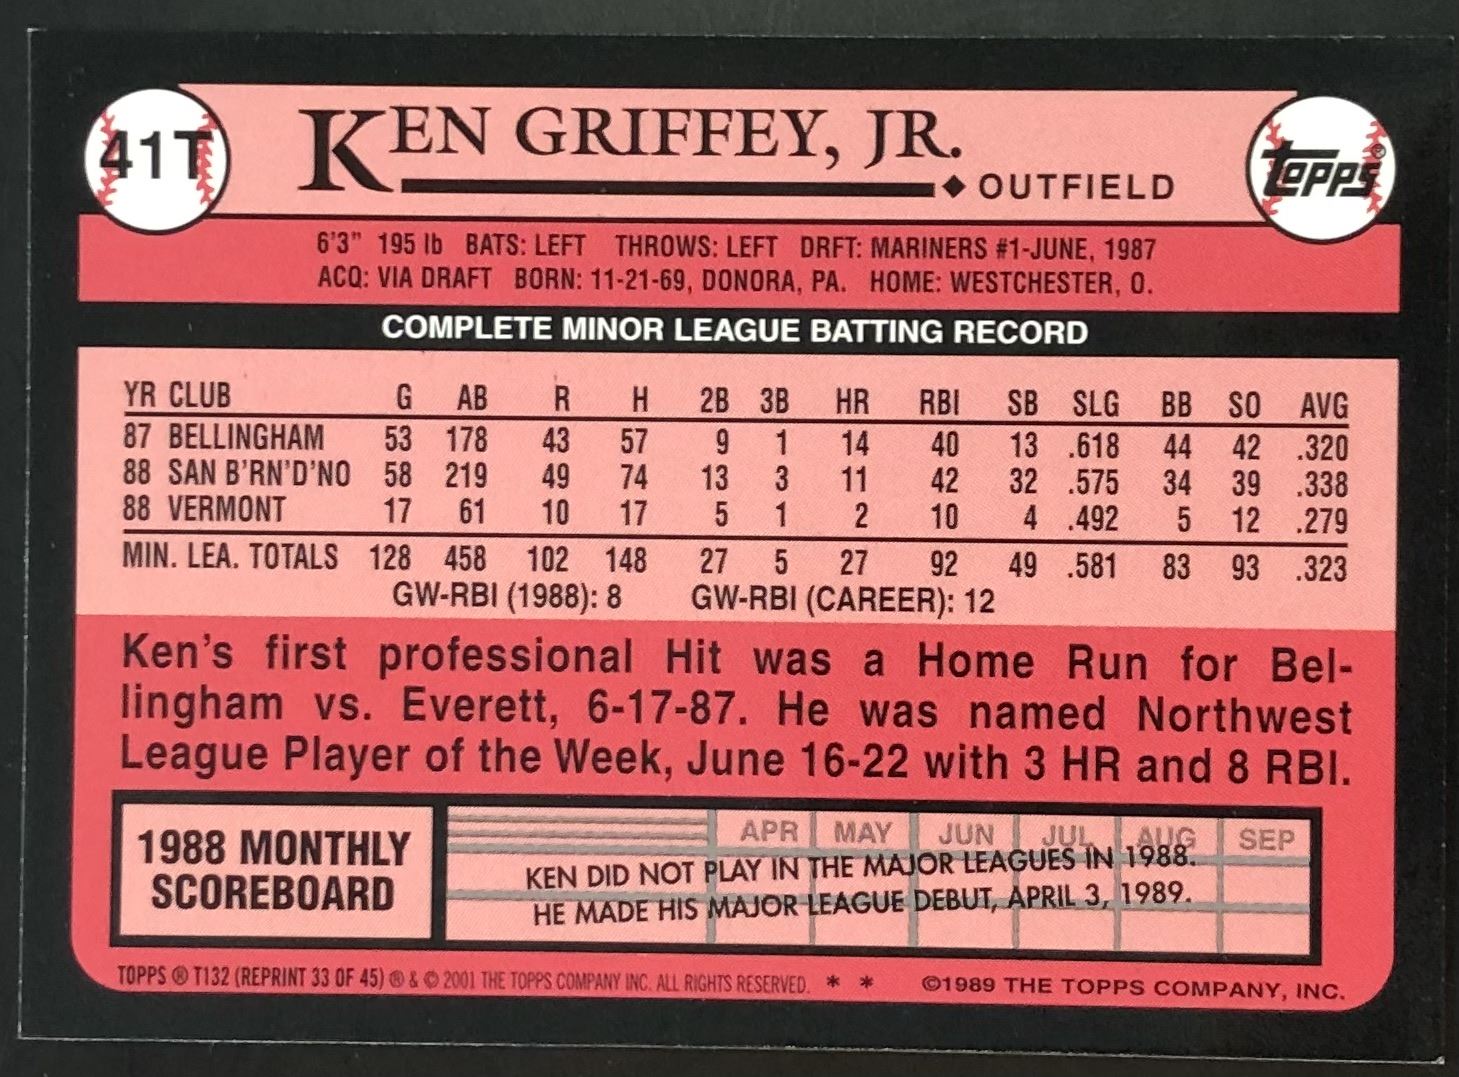 41T
KEN GRIFFEY, JR.
◆ OUTFIELD
TOPPS®
6'3" 195 lb BATS: LEFT THROWS: LEFT DRFT: MARINERS #1-JUNE, 1987
ACQ: VIA DRAFT BORN: 11-21-69, DONORA, PA. HOME: WESTCHESTER, O.
COMPLETE MINOR LEAGUE BATTING RECORD
YR CLUB G AB R H 2B 3B HR RBI SB SLG BB SO AVG
87 BELLINGHAM 53 178 43 57 9 1 14 40 13 .618 44 42 .320
88 SAN B'RN'D'NO 58 219 49 74 13 3 11 42 32 .575 34 39 .338
88 VERMONT 17 61 10 17 5 1 2 10 4 .492 5 12 .279
MIN. LEA. TOTALS 128 458 102 148 27 5 27 92 49 .581 83 93 .323
GW-RBI (1988): 8 GW-RBI (CAREER): 12
Ken's first professional Hit was a Home Run for Bel-
lingham vs. Everett, 6-17-87. He was named Northwest
League Player of the Week, June 16-22 with 3 HR and 8 RBI.
1988 MONTHLY
SCOREBOARD
APR MAY JUN JUL AUG SEP
KEN DID NOT PLAY IN THE MAJOR LEAGUES IN 1988.
HE MADE HIS MAJOR LEAGUE DEBUT, APRIL 3, 1989.
TOPPS ® T132 (REPRINT 33 OF 45) ® & © 2001 THE TOPPS COMPANY INC. ALL RIGHTS RESERVED. * * ©1989 THE TOPPS COMPANY, INC.